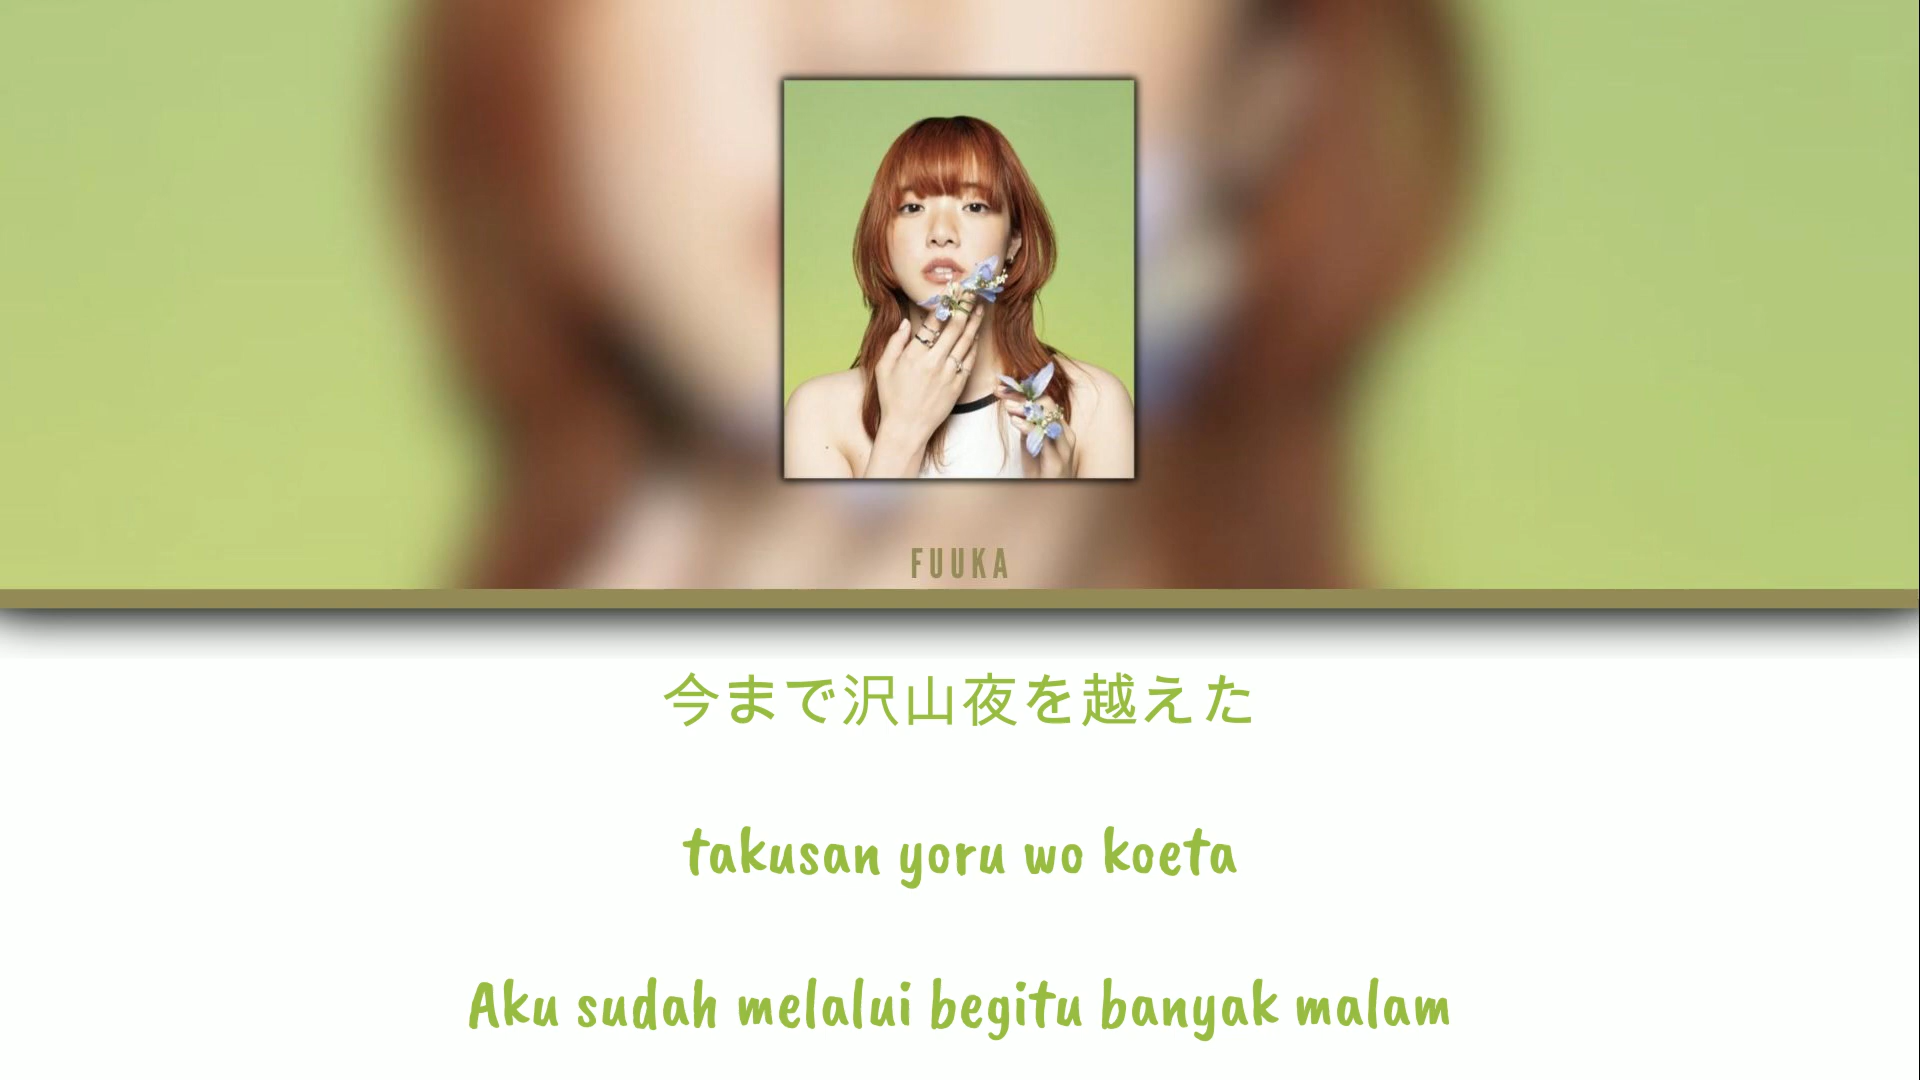 FUUKA
今まで沢山夜を越えた
takusan yoru wo koeta
Aku sudah melalui begitu banyak malam